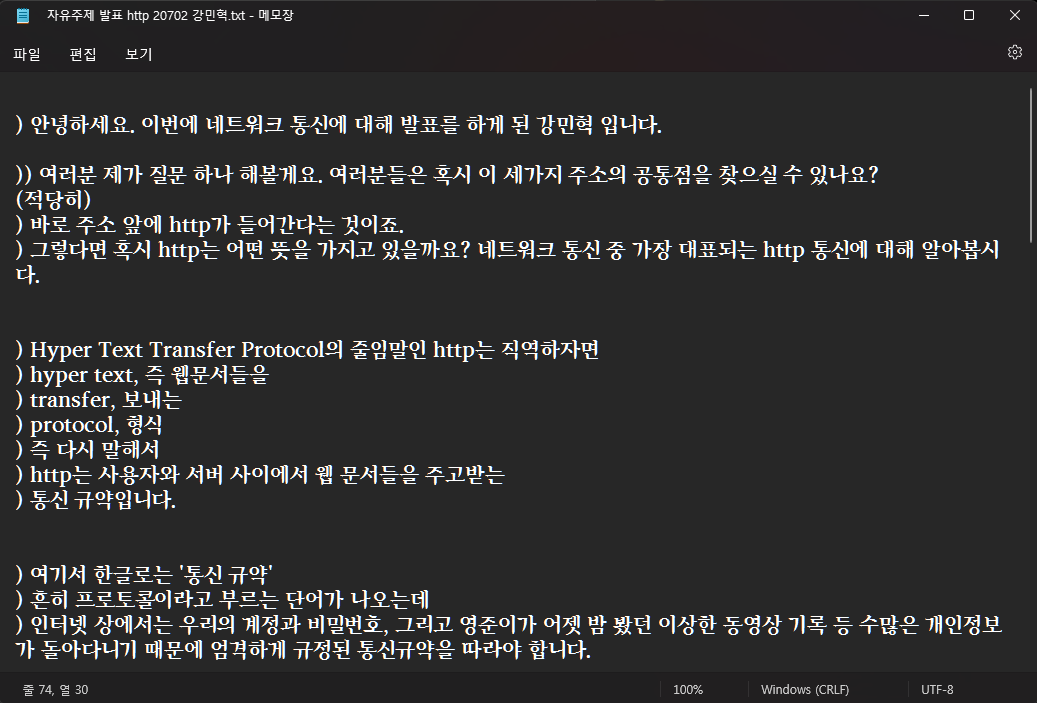 자유주제 발표 http 20702 강민혁.txt - 메모장
파일 편집 보기
) 안녕하세요. 이번에 네트워크 통신에 대해 발표를 하게 된 강민혁 입니다.
)) 여러분 제가 질문 하나 해볼게요. 여러분들은 혹시 이 세가지 주소의 공통점을 찾으실 수 있나요?
(적당히)
) 바로 주소 앞에 http가 들어간다는 것이죠.
) 그렇다면 혹시 http는 어떤 뜻을 가지고 있을까요? 네트워크 통신 중 가장 대표되는 http 통신에 대해 알아봅시
다.
) Hyper Text Transfer Protocol의 줄임말인 http는 직역하자면
) hyper text, 즉 웹문서들을
) transfer, 보내는
) protocol, 형식
) 즉 다시 말해서
) http는 사용자와 서버 사이에서 웹 문서들을 주고받는
) 통신 규약입니다.
) 여기서 한글로는 '통신 규약'
) 흔히 프로토콜이라고 부르는 단어가 나오는데
) 인터넷 상에서는 우리의 계정과 비밀번호, 그리고 영준이가 어젯 밤 봤던 이상한 동영상 기록 등 수많은 개인정보
가 돌아다니기 때문에 엄격하게 규정된 통신규약을 따라야 합니다.
줄 74, 열 30 100% Windows (CRLF) UTF-8